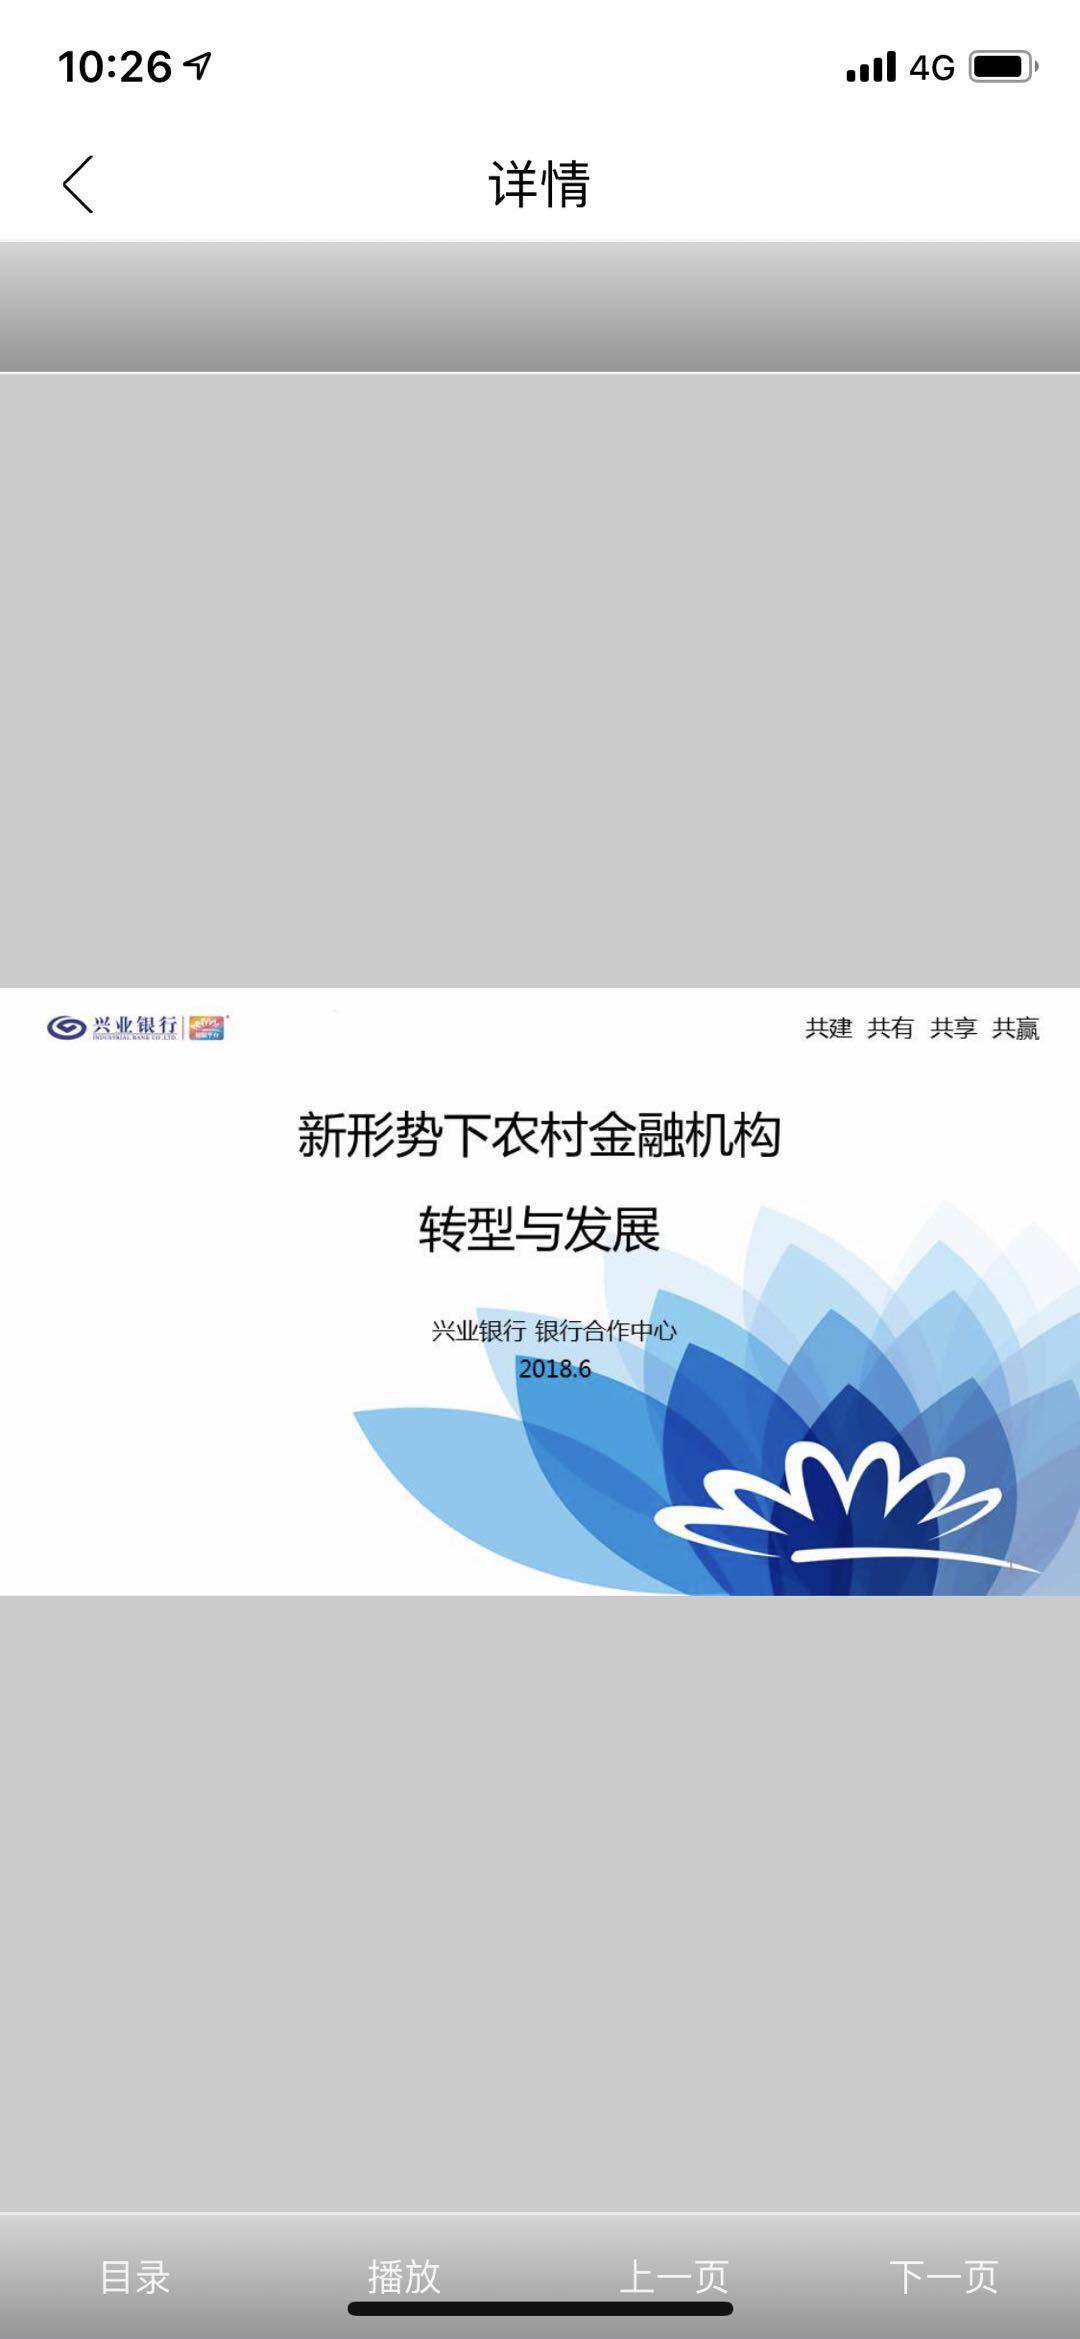 10:26
4G
详情
兴业银行
INDUSTRIAL BANK CO.,LTD.
共建 共有 共享 共赢
新形势下农村金融机构
转型与发展
兴业银行 银行合作中心
2018.6
目录
播放
上一页
下一页